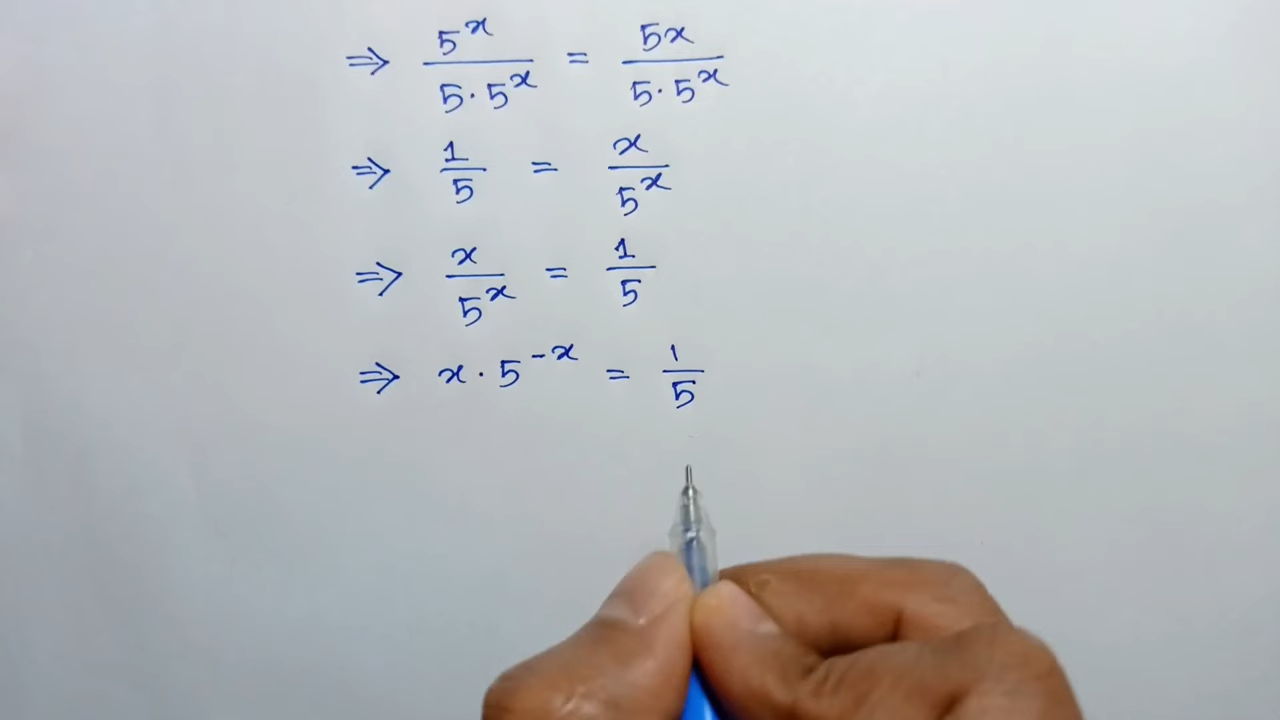 ⇒ 5^x / 5·5^x = 5x / 5·5^x
⇒ 1/5 = x/5^x
⇒ x/5^x = 1/5
⇒ x·5^-x = 1/5